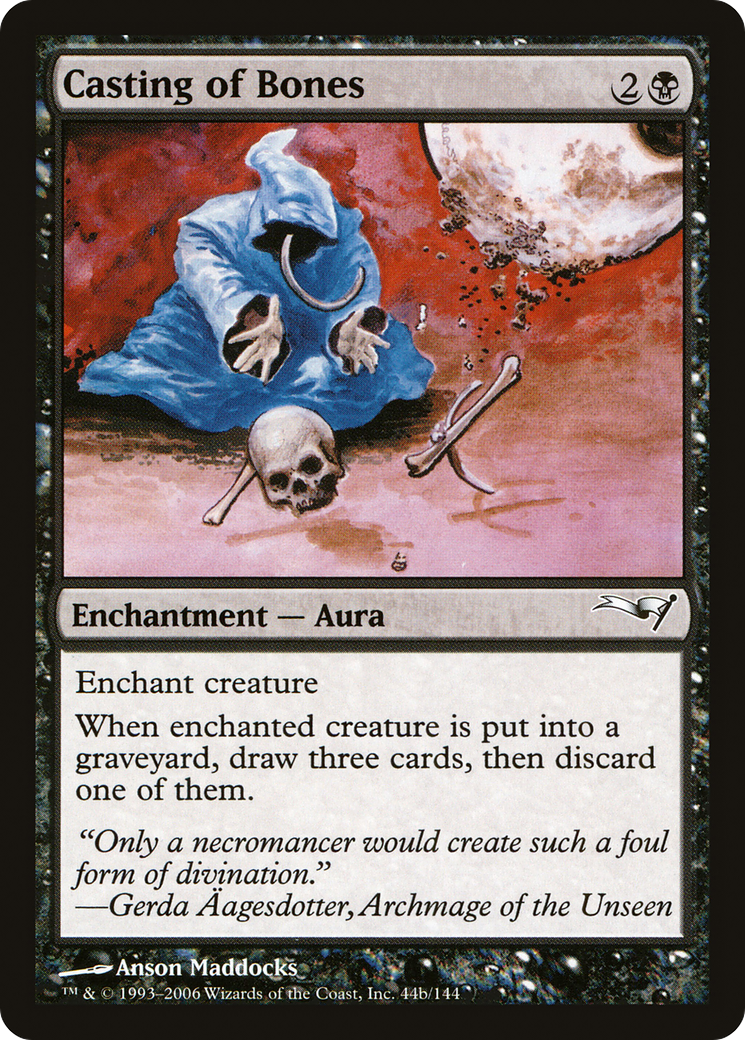 Casting of Bones 2
Enchantment — Aura
Enchant creature
When enchanted creature is put into a
graveyard, draw three cards, then discard
one of them.
“Only a necromancer would create such a foul
form of divination.”
—Gerda Äagesdotter, Archmage of the Unseen
Anson Maddocks
™ & © 1993–2006 Wizards of the Coast, Inc. 44b/144